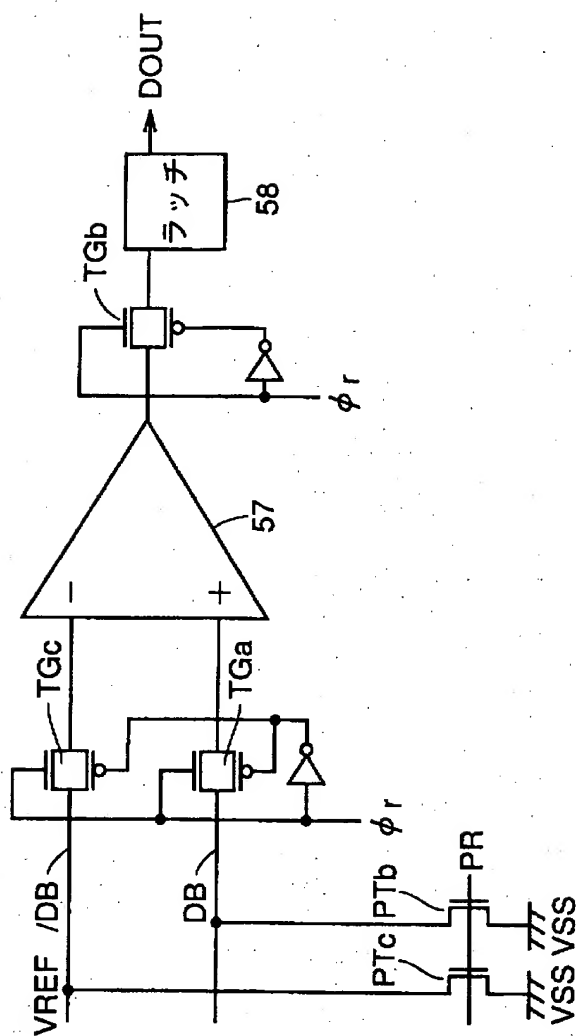 DOUT
ラッチ
58
TGb
φr
57
-
+
TGc
TGa
φr
VREF /DB
DB
PTc PTb PR
VSS VSS